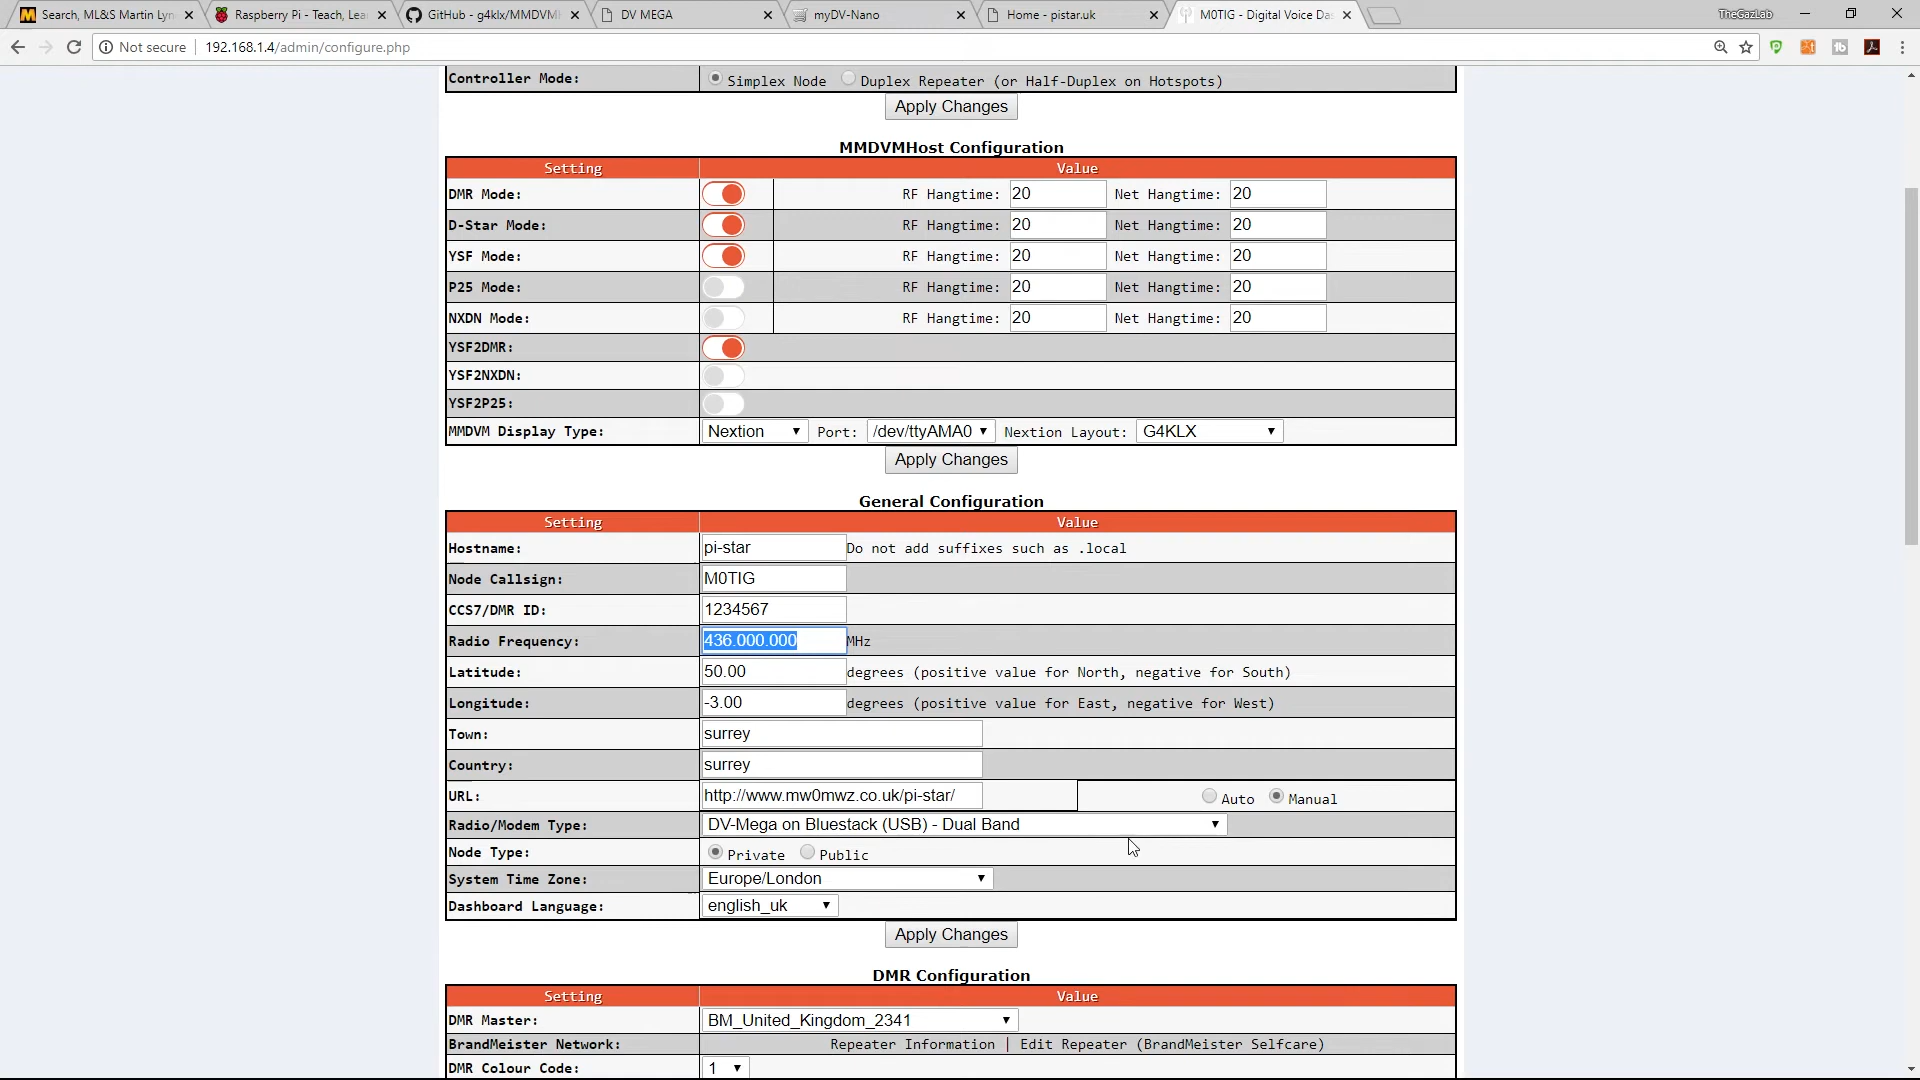 Search, ML&S Martin Lyn
Raspberry Pi - Teach, Lea
GitHub - g4klx/MMDVM
DV MEGA
myDV-Nano
Home - pistar.uk
M0TIG - Digital Voice Da
TheGazLab
Not secure 192.168.1.4/admin/configure.php
Controller Mode: Simplex Node Duplex Repeater (or Half-Duplex on Hotspots)
Apply Changes
MMDVMHost Configuration
Setting Value
DMR Mode: RF Hangtime: 20 Net Hangtime: 20
D-Star Mode: RF Hangtime: 20 Net Hangtime: 20
YSF Mode: RF Hangtime: 20 Net Hangtime: 20
P25 Mode: RF Hangtime: 20 Net Hangtime: 20
NXDN Mode: RF Hangtime: 20 Net Hangtime: 20
YSF2DMR:
YSF2NXDN:
YSF2P25:
MMDVM Display Type: Nextion Port: /dev/ttyAMA0 Nextion Layout: G4KLX
Apply Changes
General Configuration
Setting Value
Hostname: pi-star Do not add suffixes such as .local
Node Callsign: M0TIG
CCS7/DMR ID: 1234567
Radio Frequency: 436.000.000 MHz
Latitude: 50.00 degrees (positive value for North, negative for South)
Longitude: -3.00 degrees (positive value for East, negative for West)
Town: surrey
Country: surrey
URL: http://www.mw0mwz.co.uk/pi-star/ Auto Manual
Radio/Modem Type: DV-Mega on Bluestack (USB) - Dual Band
Node Type: Private Public
System Time Zone: Europe/London
Dashboard Language: english_uk
Apply Changes
DMR Configuration
Setting Value
DMR Master: BM_United_Kingdom_2341
BrandMeister Network: Repeater Information | Edit Repeater (BrandMeister Selfcare)
DMR Colour Code: 1